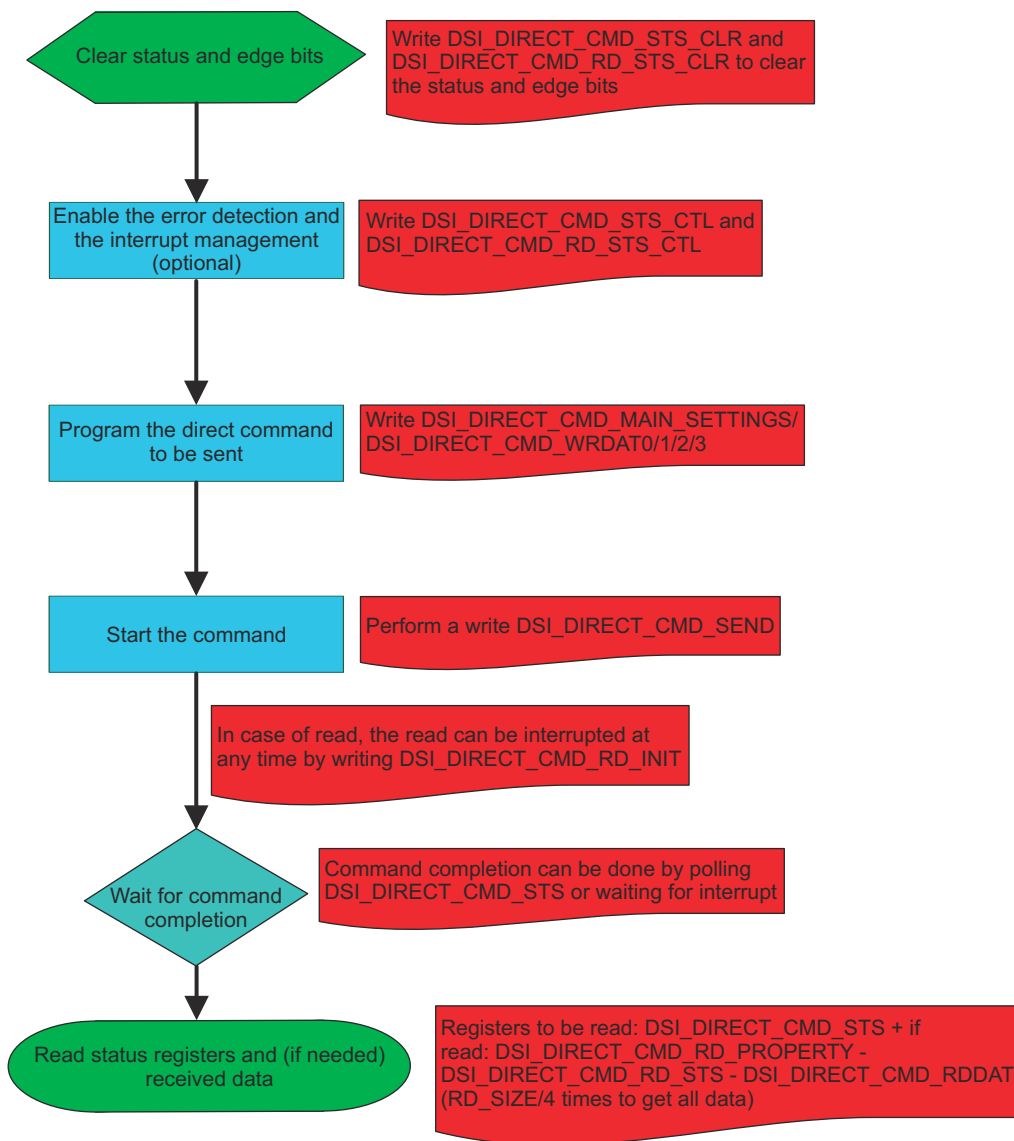 Clear status and edge bits
Write DSI_DIRECT_CMD_STS_CLR and
DSI_DIRECT_CMD_RD_STS_CLR to clear
the status and edge bits
Enable the error detection and
the interrupt management
(optional)
Write DSI_DIRECT_CMD_STS_CTL and
DSI_DIRECT_CMD_RD_STS_CTL
Program the direct command
to be sent
Write DSI_DIRECT_CMD_MAIN_SETTINGS/
DSI_DIRECT_CMD_WRDAT0/1/2/3
Start the command
Perform a write DSI_DIRECT_CMD_SEND
In case of read, the read can be interrupted at
any time by writing DSI_DIRECT_CMD_RD_INIT
Wait for command
completion
Command completion can be done by polling
DSI_DIRECT_CMD_STS or waiting for interrupt
Read status registers and (if needed)
received data
Registers to be read: DSI_DIRECT_CMD_STS + if
read: DSI_DIRECT_CMD_RD_PROPERTY -
DSI_DIRECT_CMD_RD_STS - DSI_DIRECT_CMD_RDDAT
(RD_SIZE/4 times to get all data)